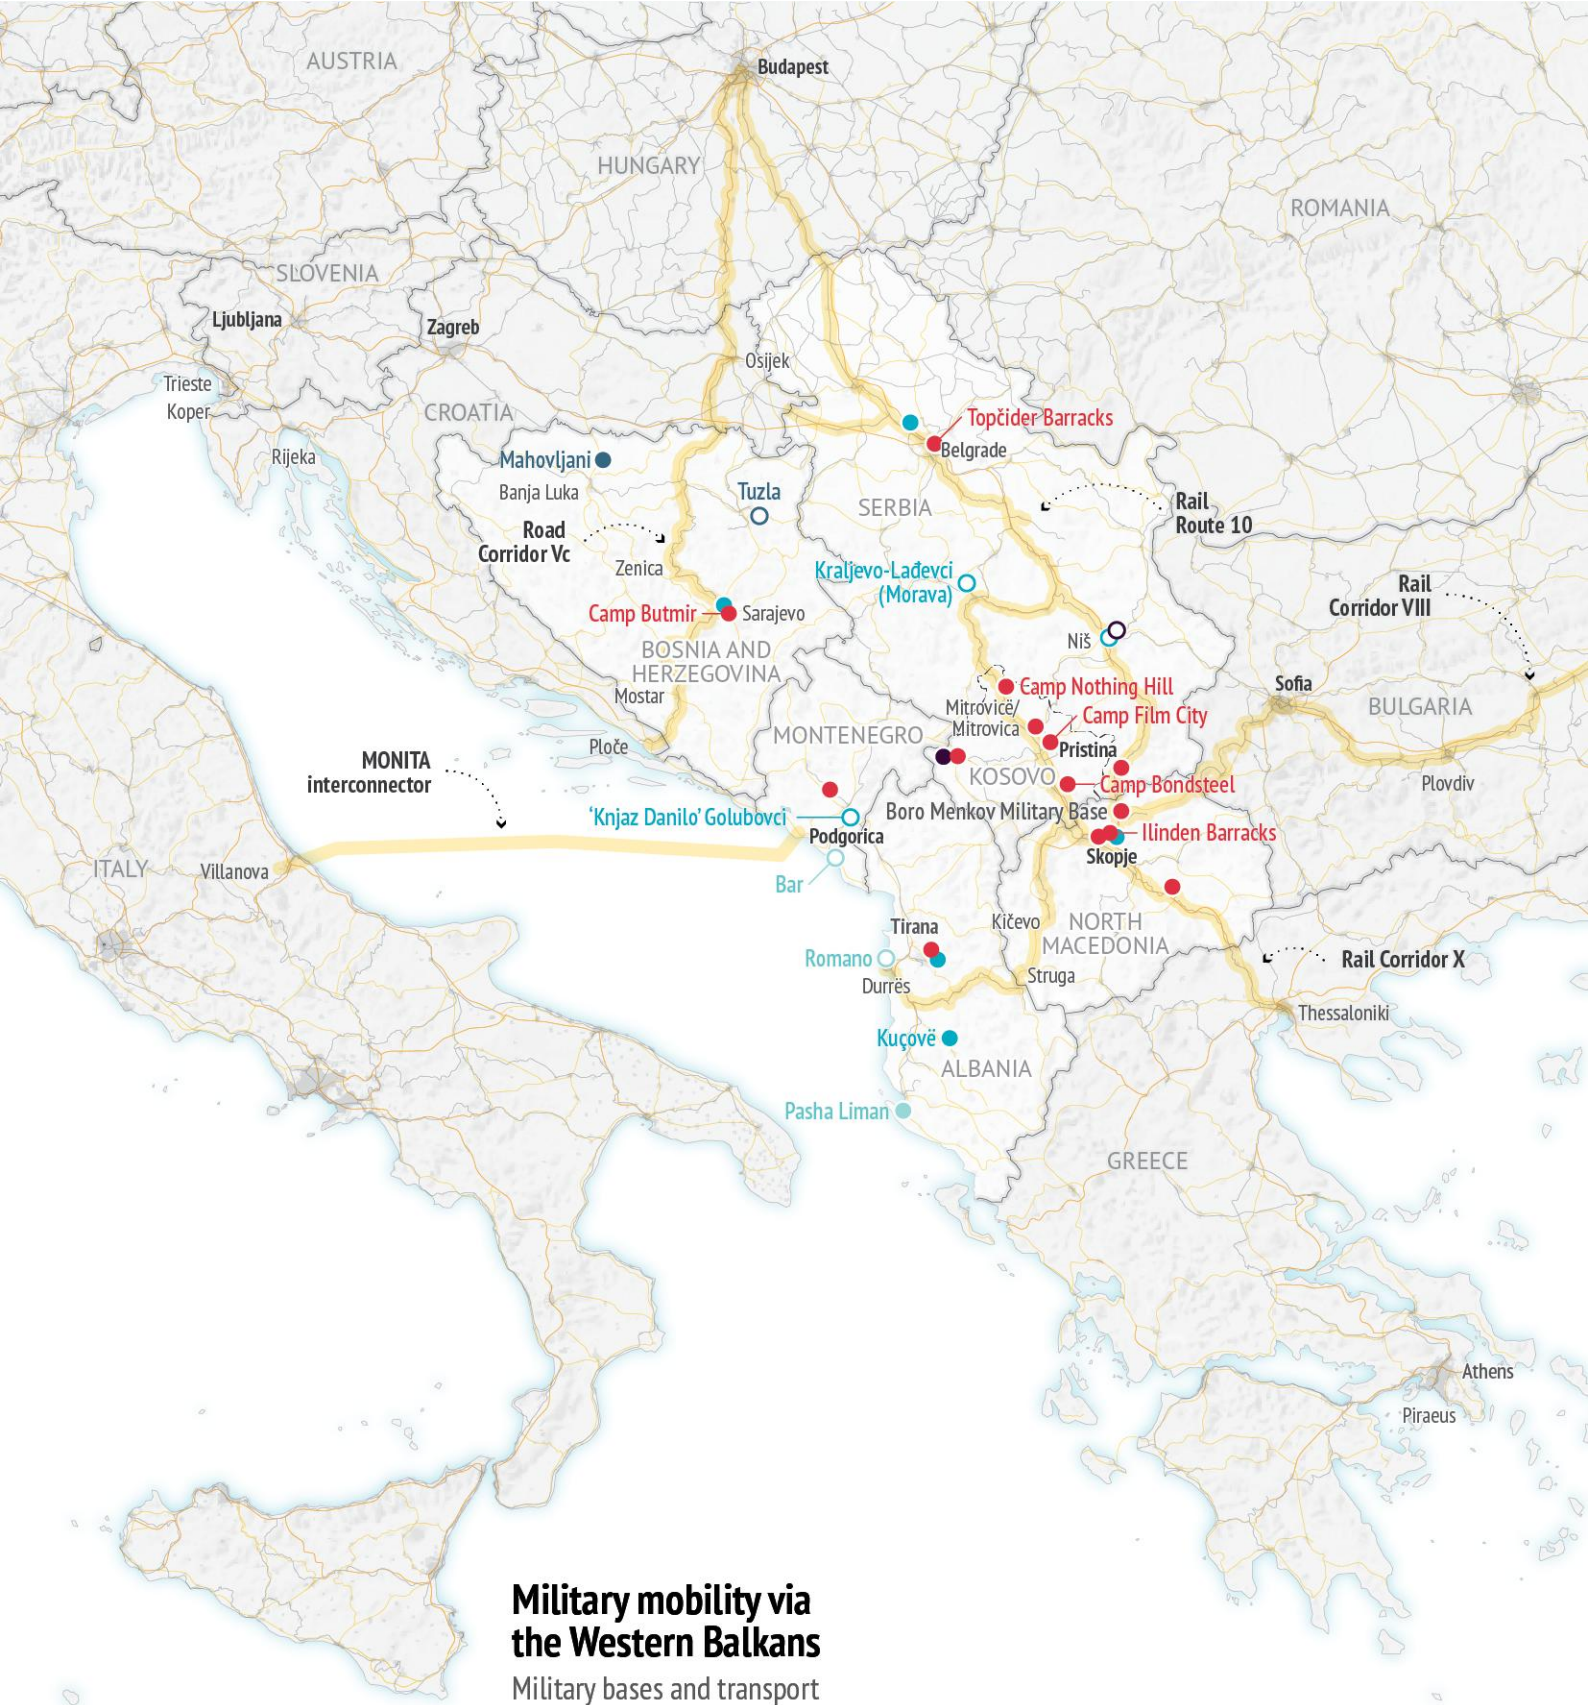 Budapest
AUSTRIA
HUNGARY
ROMANIA
SLOVENIA
Ljubljana
Zagreb
Osijek
Trieste
Koper
CROATIA
Topčider Barracks
Belgrade
Rijeka
Mahovljani
Banja Luka
Tuzla
SERBIA
Rail
Route 10
Road
Corridor Vc
Zenica
Kraljevo-Lađevci
(Morava)
Rail
Corridor VIII
Camp Butmir
Sarajevo
BOSNIA AND
HERZEGOVINA
Niš
Mostar
Camp Nothing Hill
Sofia
BULGARIA
Mitrovicë/
Mitrovica
Camp Film City
MONTENEGRO
Ploče
Pristina
MONITA
interconnector
KOSOVO
Camp Bondsteel
Plovdiv
‘Knjaz Danilo’ Golubovci
Boro Menkov Military Base
Podgorica
Ilinden Barracks
Skopje
ITALY
Villanova
Bar
Tirana
Kičevo
NORTH
MACEDONIA
Romano
Durrës
Struga
Rail Corridor X
Thessaloniki
Kuçovë
ALBANIA
Pasha Liman
GREECE
Athens
Piraeus
Military mobility via
the Western Balkans
Military bases and transport